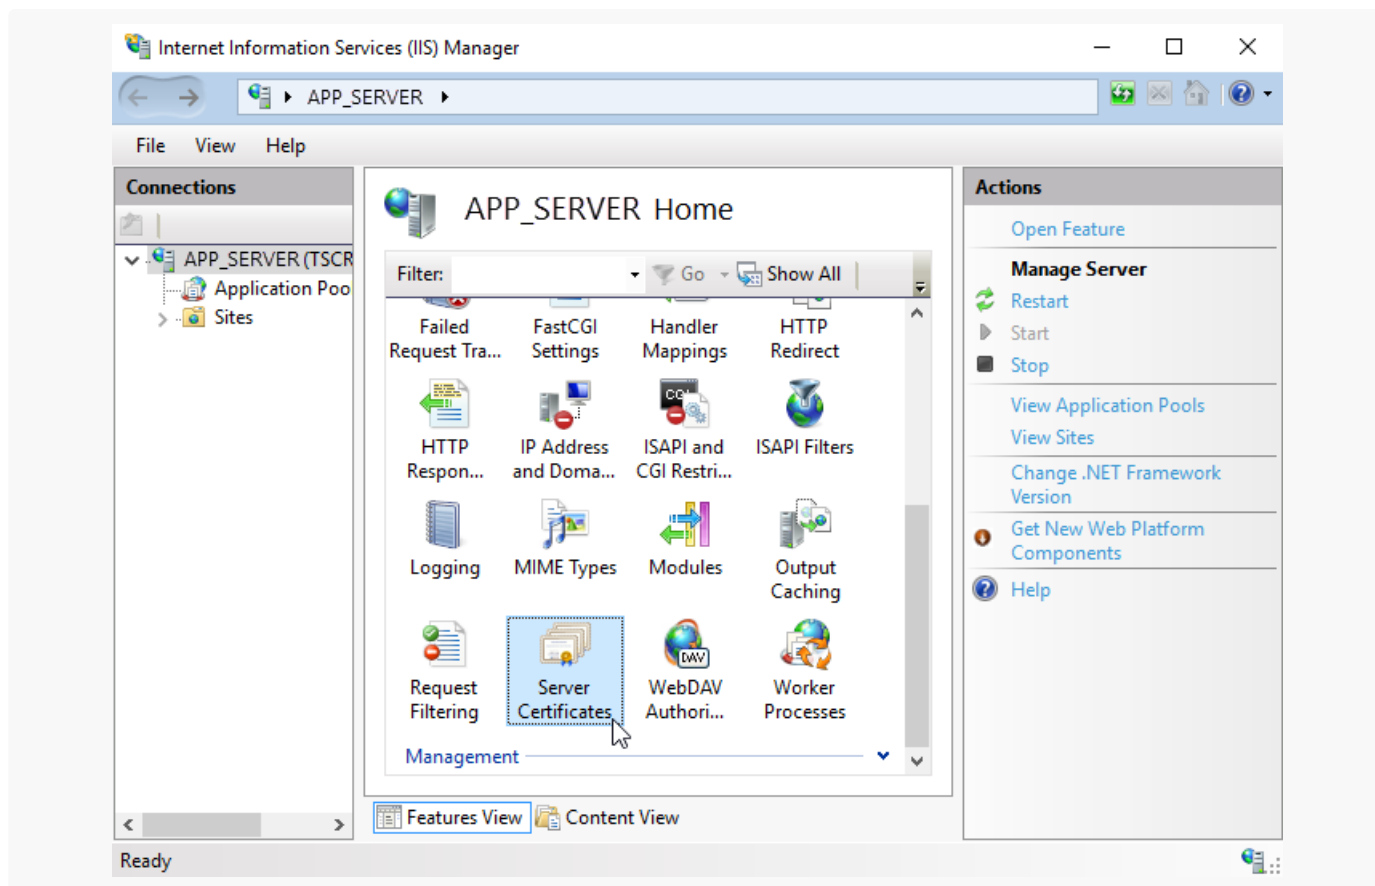 Internet Information Services (IIS) Manager
APP_SERVER
File View Help
Connections
APP_SERVER (TSCR
Application Poo
Sites
APP_SERVER Home
Filter: Go Show All
Failed
Request Tra...
FastCGI
Settings
Handler
Mappings
HTTP
Redirect
HTTP
Respon...
IP Address
and Doma...
ISAPI and
CGI Restri...
ISAPI Filters
Logging
MIME Types
Modules
Output
Caching
Request
Filtering
Server
Certificates
DAV
WebDAV
Authori...
Worker
Processes
Management
Features View Content View
Actions
Open Feature
Manage Server
Restart
Start
Stop
View Application Pools
View Sites
Change .NET Framework
Version
Get New Web Platform
Components
Help
Ready